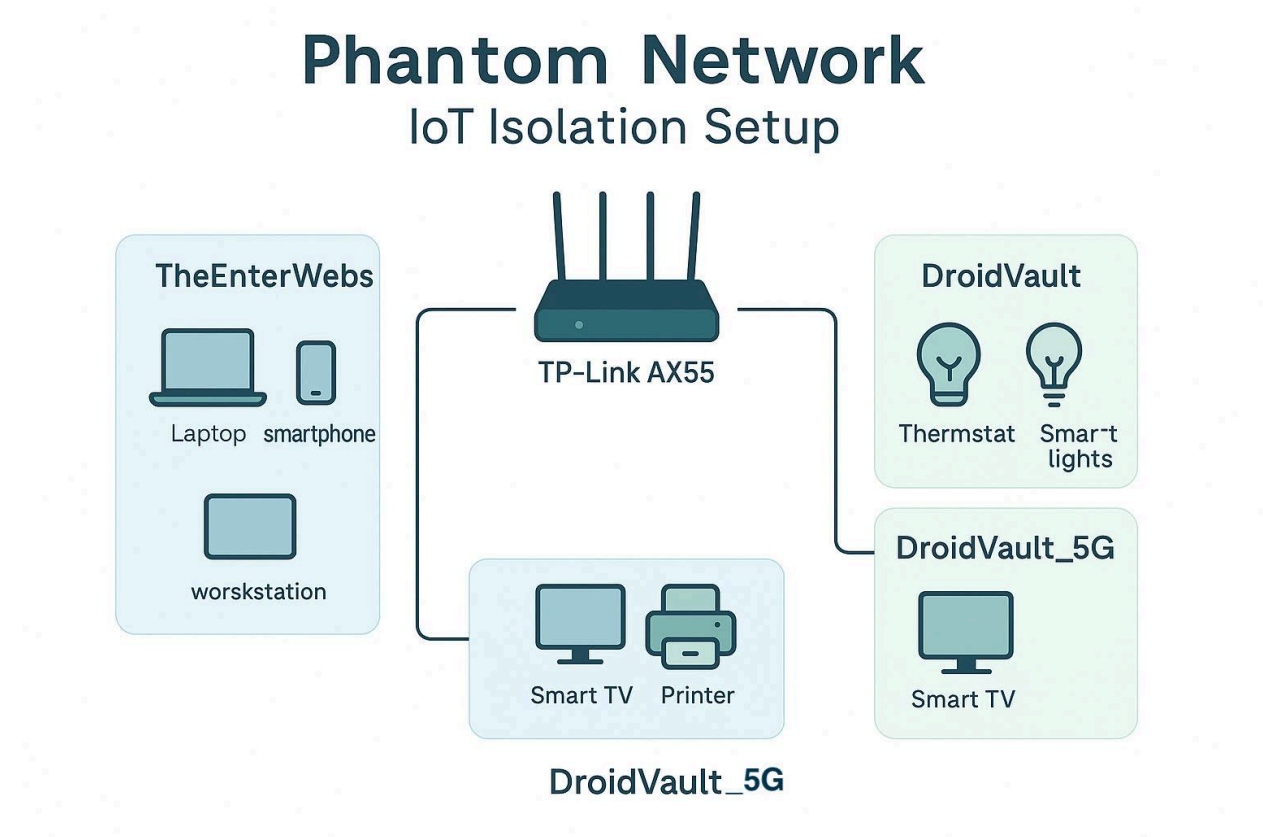 Phantom Network
IoT Isolation Setup
TheEnterWebs
Laptop smartphone
worskstation
TP-Link AX55
DroidVault
Thermstat Smar-t
lights
DroidVault_5G
Smart TV
Smart TV Printer
DroidVault_5G